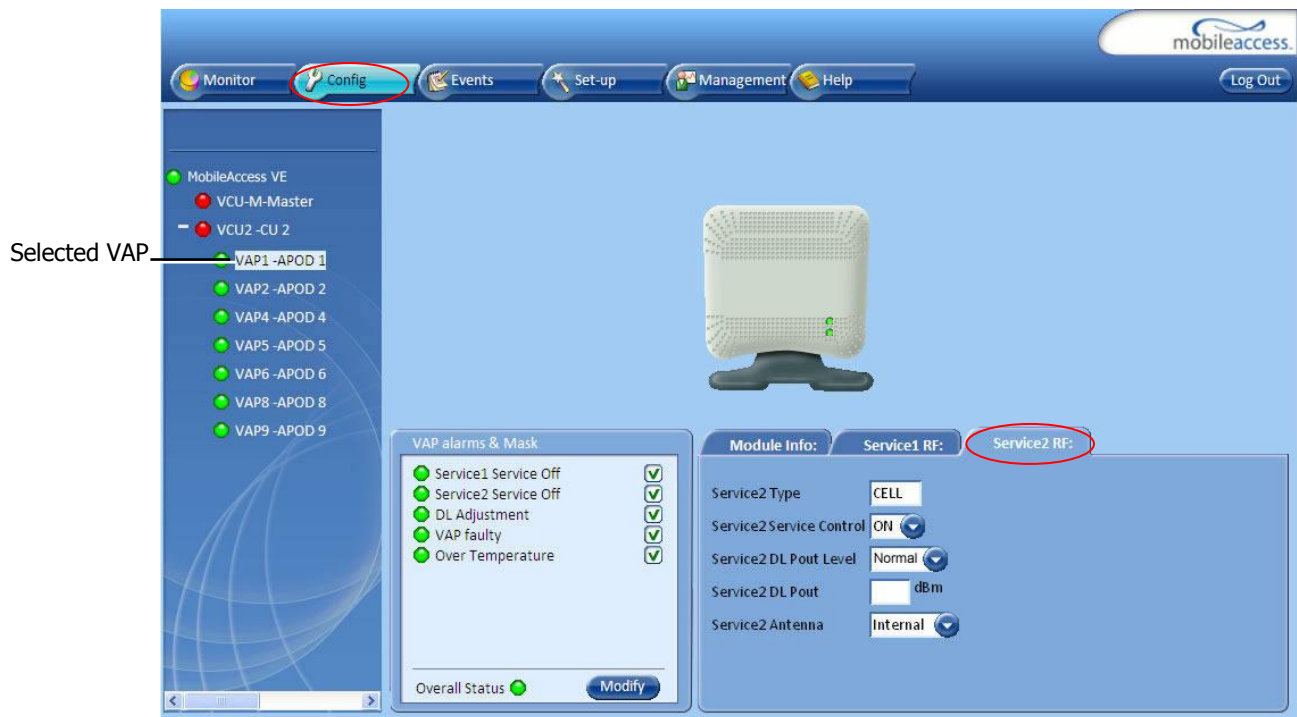 mobileaccess.
Monitor Config Events Set-up Management Help Log Out
MobileAccess VE
VCU-M-Master
VCU2 -CU 2
Selected VAP
VAP1 -APOD 1
VAP2 -APOD 2
VAP4 -APOD 4
VAP5 -APOD 5
VAP6 -APOD 6
VAP8 -APOD 8
VAP9 -APOD 9
VAP alarms & Mask
Service1 Service Off
Service2 Service Off
DL Adjustment
VAP faulty
Over Temperature
Overall Status Modify
Module Info: Service1 RF: Service2 RF:
Service2 Type CELL
Service2 Service Control ON
Service2 DL Pout Level Normal
Service2 DL Pout dBm
Service2 Antenna Internal